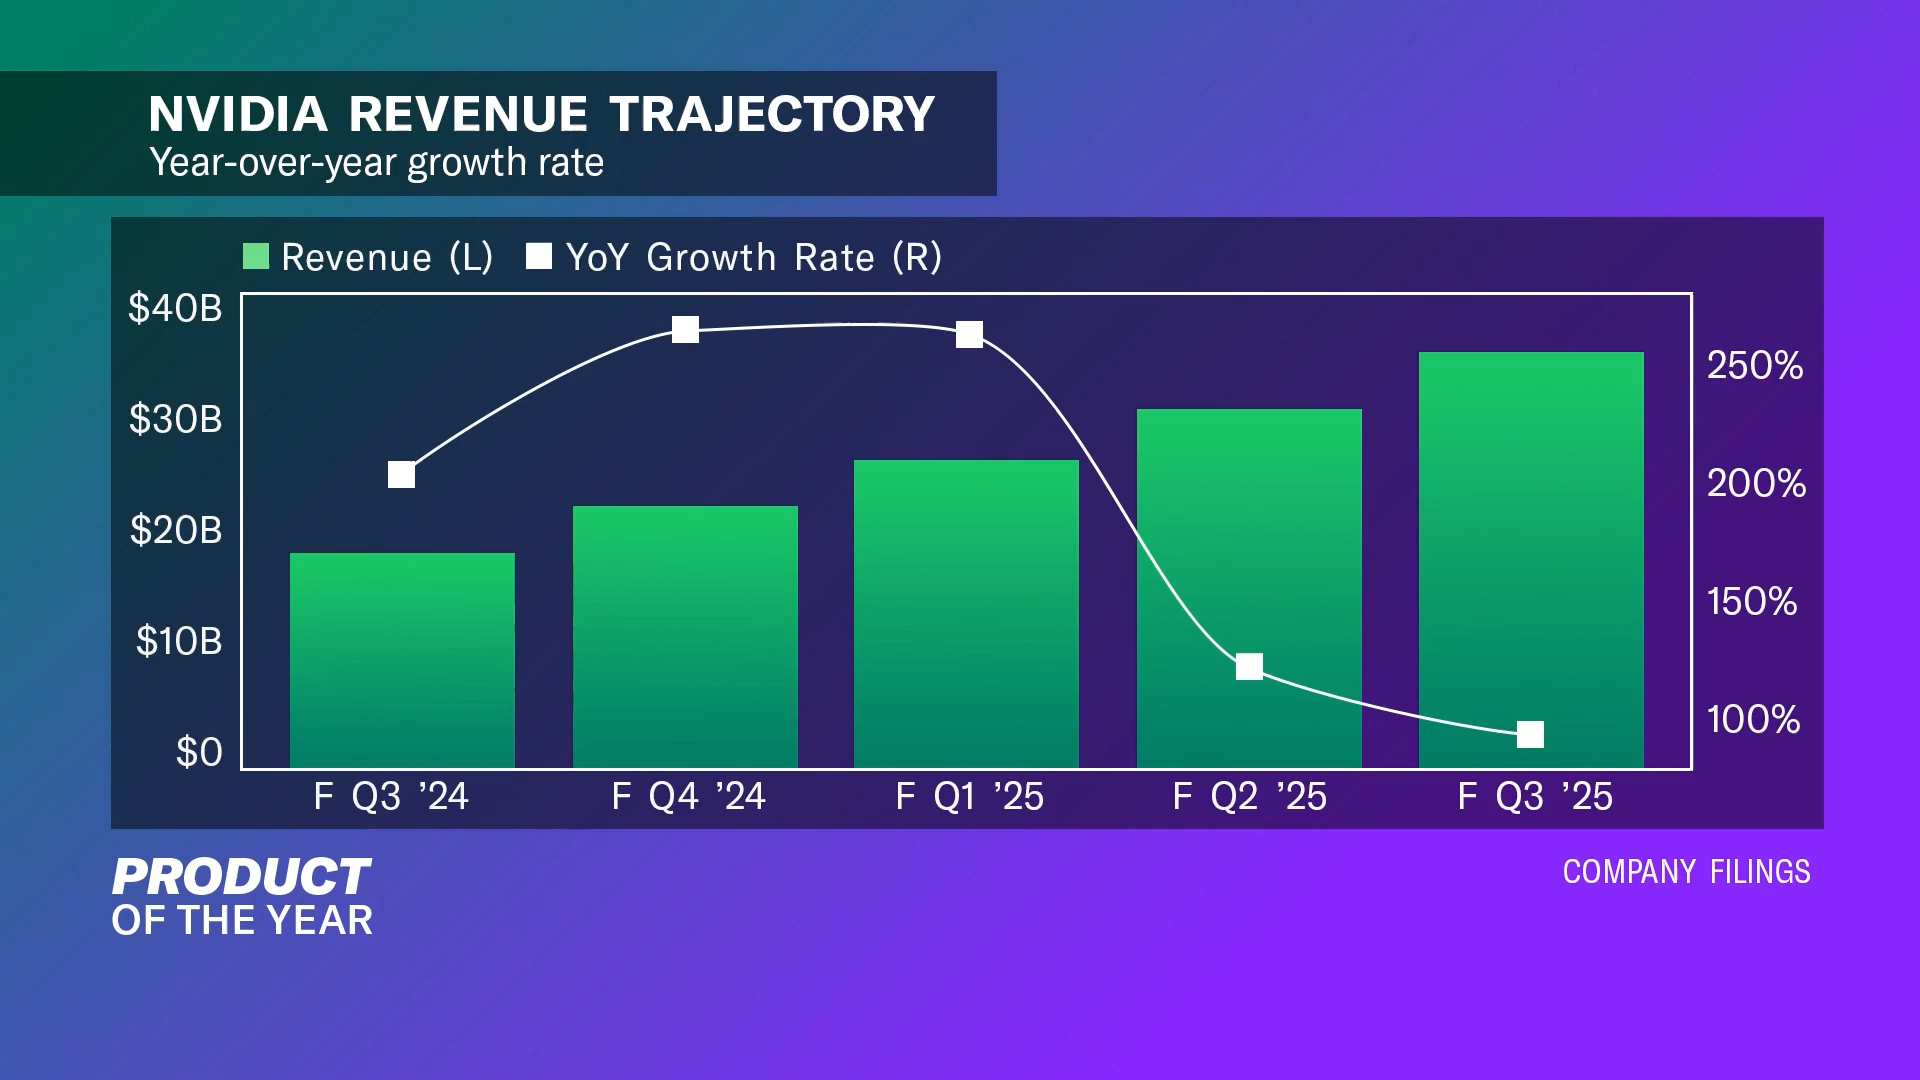 NVIDIA REVENUE TRAJECTORY
Year-over-year growth rate
Revenue (L) YoY Growth Rate (R)
$40B
$30B
$20B
$10B
$0
250%
200%
150%
100%
F Q3 ’24 F Q4 ’24 F Q1 ’25 F Q2 ’25 F Q3 ’25
PRODUCT
OF THE YEAR
COMPANY FILINGS